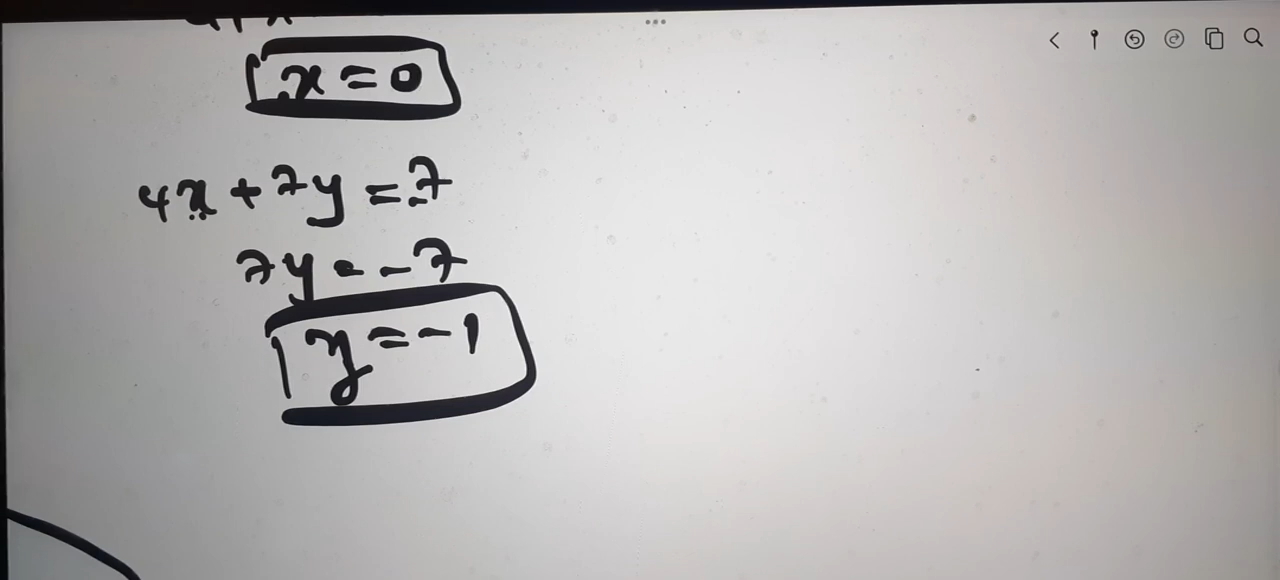 x = 0
4x + 7y = -7
7y = -7
y = -1